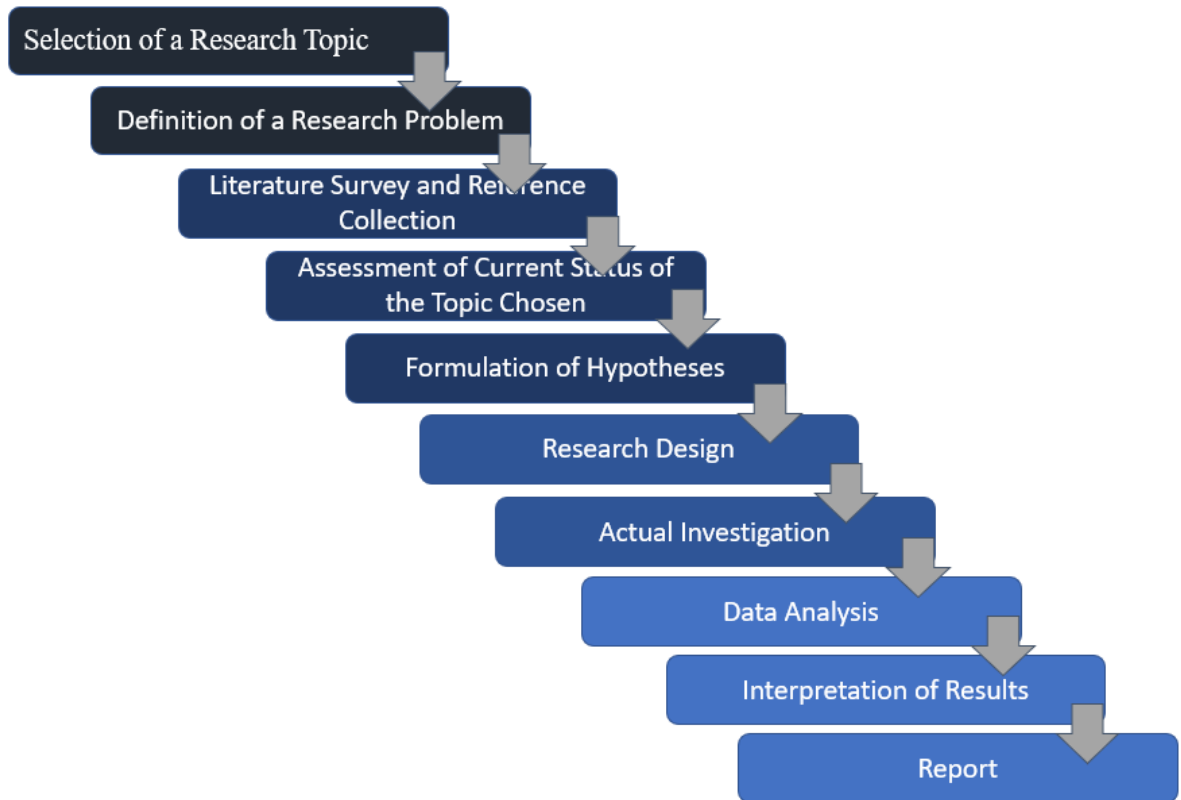 Selection of a Research Topic
Definition of a Research Problem
Literature Survey and Reference
Collection
Assessment of Current Status of
the Topic Chosen
Formulation of Hypotheses
Research Design
Actual Investigation
Data Analysis
Interpretation of Results
Report